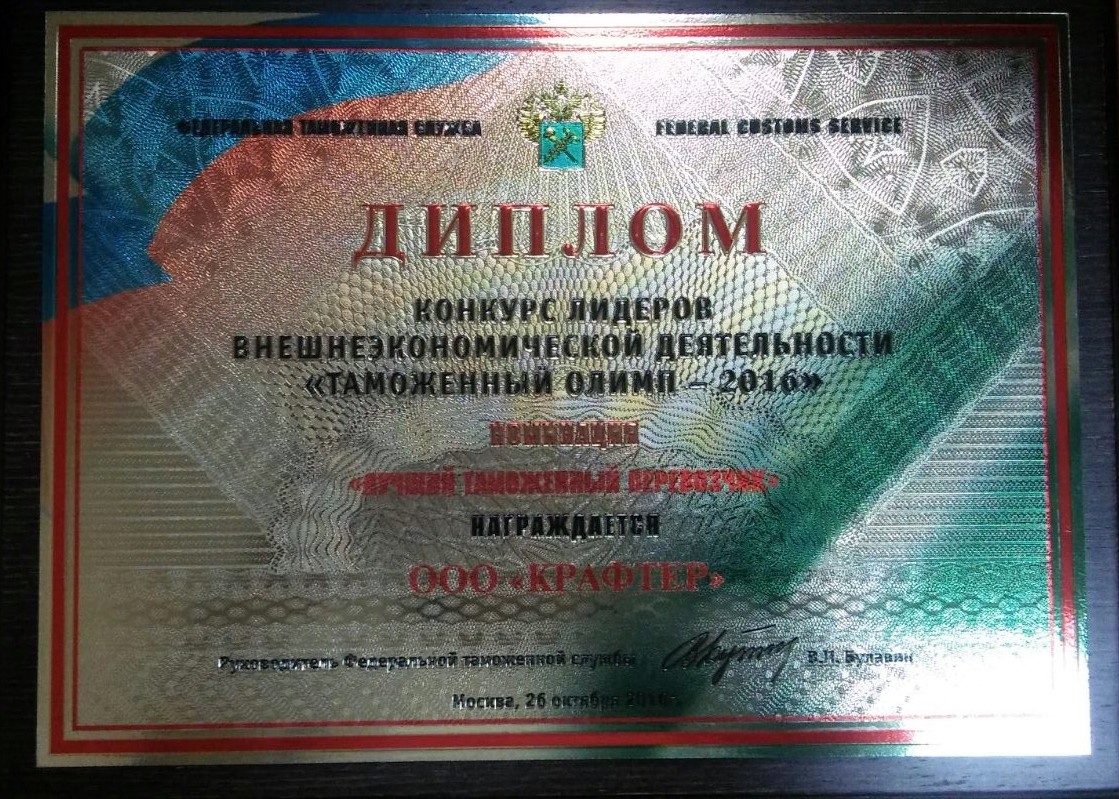 ФЕДЕРАЛЬНАЯ ТАМОЖЕННАЯ СЛУЖБА
FEDERAL CUSTOMS SERVICE
ДИПЛОМ
КОНКУРС ЛИДЕРОВ
ВНЕШНЕЭКОНОМИЧЕСКОЙ ДЕЯТЕЛЬНОСТИ
«ТАМОЖЕННЫЙ ОЛИМП – 2016»
НОМИНАЦИЯ
«ЛУЧШИЙ ТАМОЖЕННЫЙ ПЕРЕВОЗЧИК»
НАГРАЖДАЕТСЯ
ООО «КРАФТЕР»
Руководитель Федеральной таможенной службы
В.И. Булавин
Москва, 26 октября 2016 г.